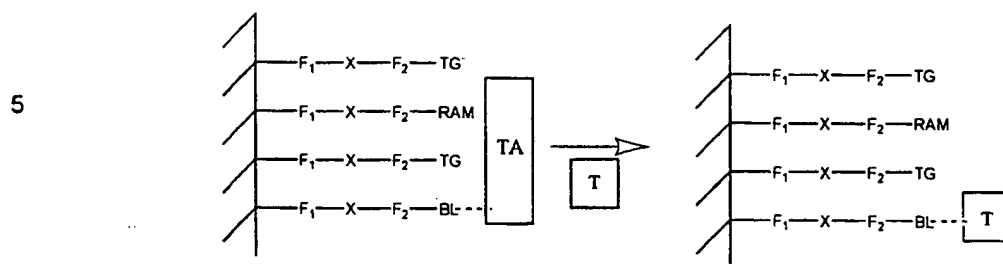 F₁—X—F₂—TG F₁—X—F₂—TG
5 F₁—X—F₂—RAM F₁—X—F₂—RAM
TA
F₁—X—F₂—TG T F₁—X—F₂—TG
F₁—X—F₂—BL F₁—X—F₂—BL T